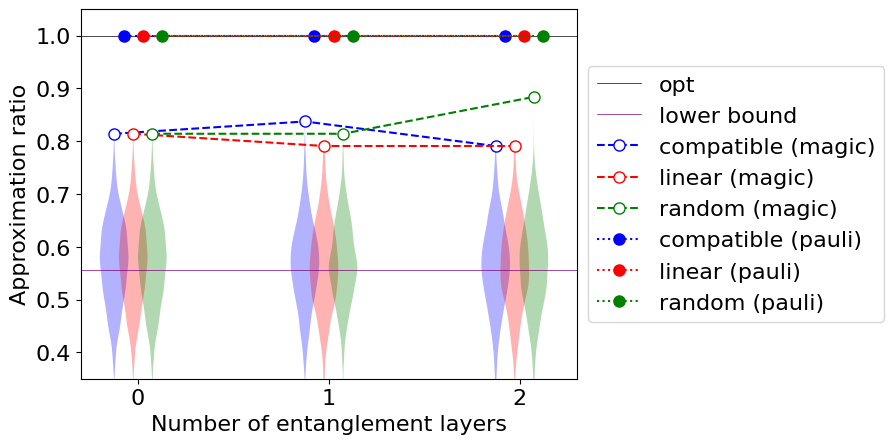 1.0
0.9
0.8
0.7
0.6
0.5
0.4
Approximation ratio
0 1 2
Number of entanglement layers
opt
lower bound
compatible (magic)
linear (magic)
random (magic)
compatible (pauli)
linear (pauli)
random (pauli)